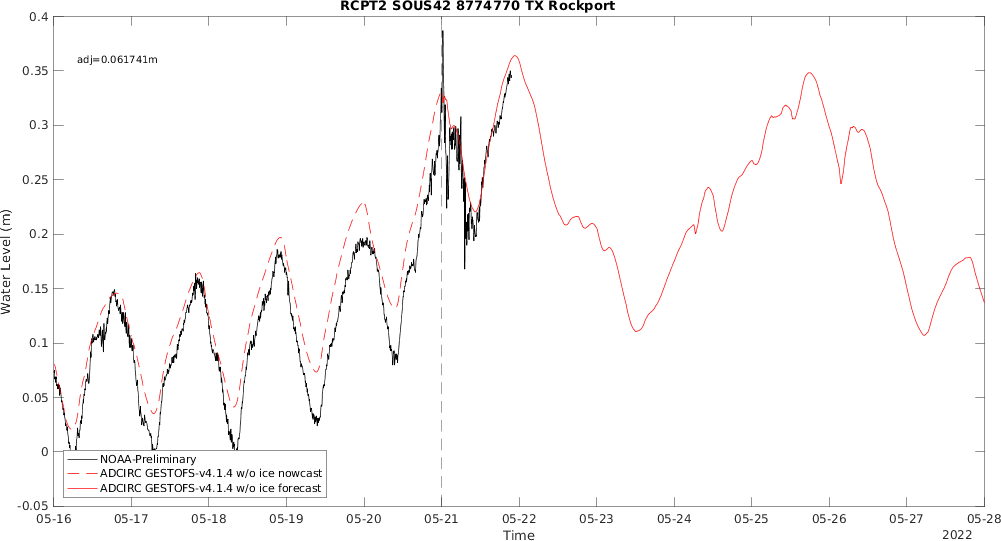 RCPT2 SOUS42 8774770 TX Rockport
0.4
adj=0.061741m
0.35
0.3
0.25
0.2
0.15
0.1
0.05
0
-0.05
Water Level (m)
NOAA-Preliminary
ADCIRC GESTOFS-v4.1.4 w/o ice nowcast
ADCIRC GESTOFS-v4.1.4 w/o ice forecast
05-16 05-17 05-18 05-19 05-20 05-21 05-22 05-23 05-24 05-25 05-26 05-27 05-28
Time
2022